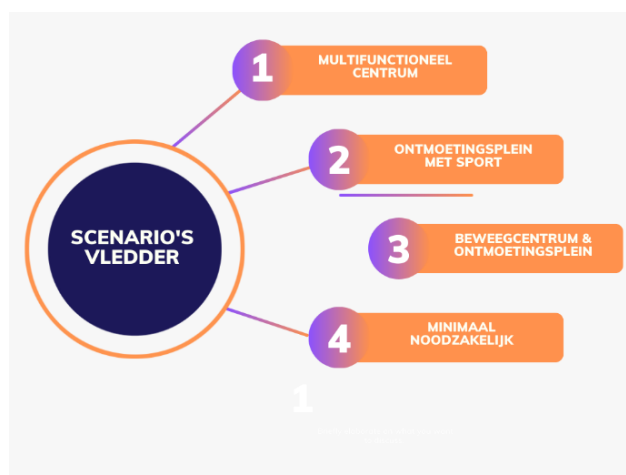 SCENARIO'S
VLEDDER
1
MULTIFUNCTIONEEL
CENTRUM
2
ONTMOETINGSPLEIN
MET SPORT
3
BEWEEGCENTRUM &
ONTMOETINGSPLEIN
4
MINIMAAL
NOODZAKELIJK
1